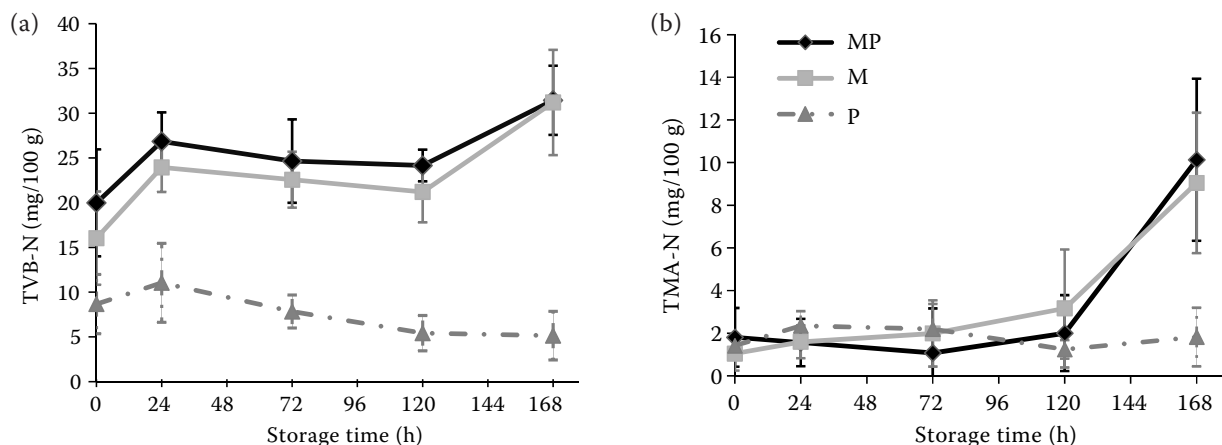 (a)
TVB-N (mg/100 g)
40
35
30
25
20
15
10
5
0
0 24 48 72 96 120 144 168
Storage time (h)
(b)
TMA-N (mg/100 g)
16
14
12
10
8
6
4
2
0
MP
M
P
0 24 48 72 96 120 144 168
Storage time (h)